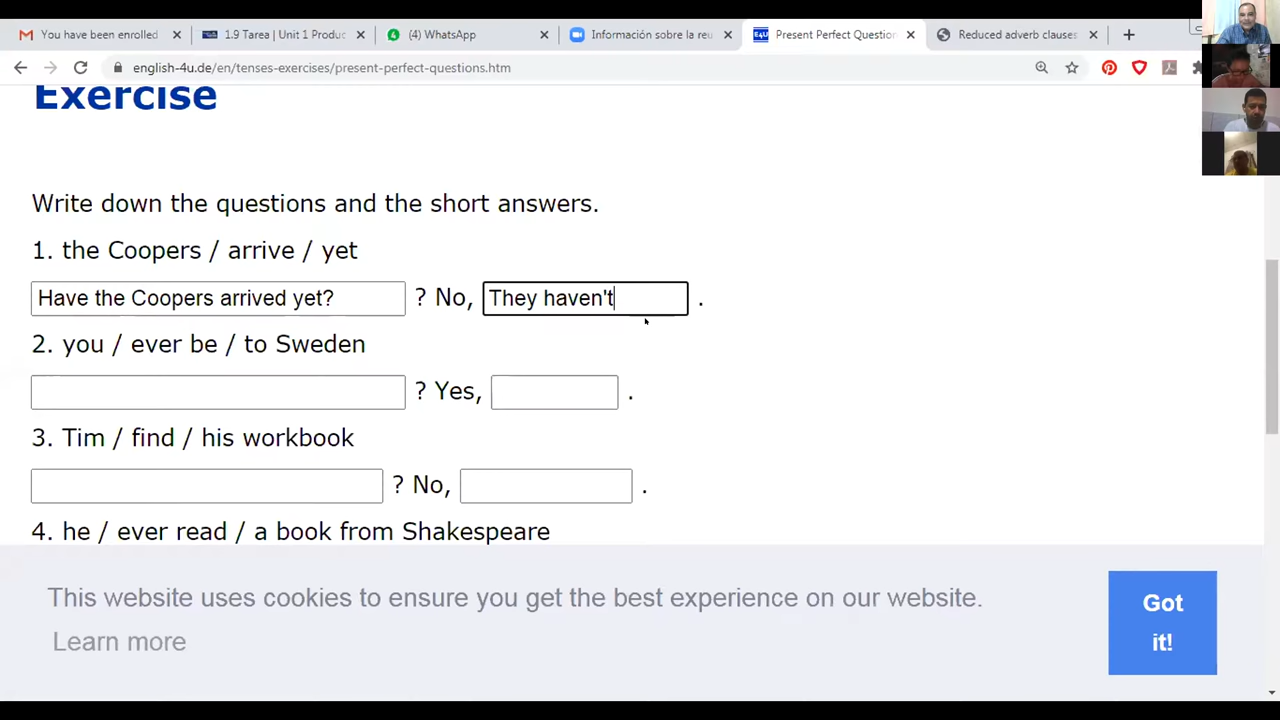 You have been enrolled
1.9 Tarea | Unit 1 Produc
(4) WhatsApp
Información sobre la reu
Present Perfect Question
Reduced adverb clauses
english-4u.de/en/tenses-exercises/present-perfect-questions.htm
Exercise
Write down the questions and the short answers.
1. the Coopers / arrive / yet
Have the Coopers arrived yet? ? No, They haven't .
2. you / ever be / to Sweden
? Yes, .
3. Tim / find / his workbook
? No, .
4. he / ever read / a book from Shakespeare
This website uses cookies to ensure you get the best experience on our website.
Learn more
Got
it!